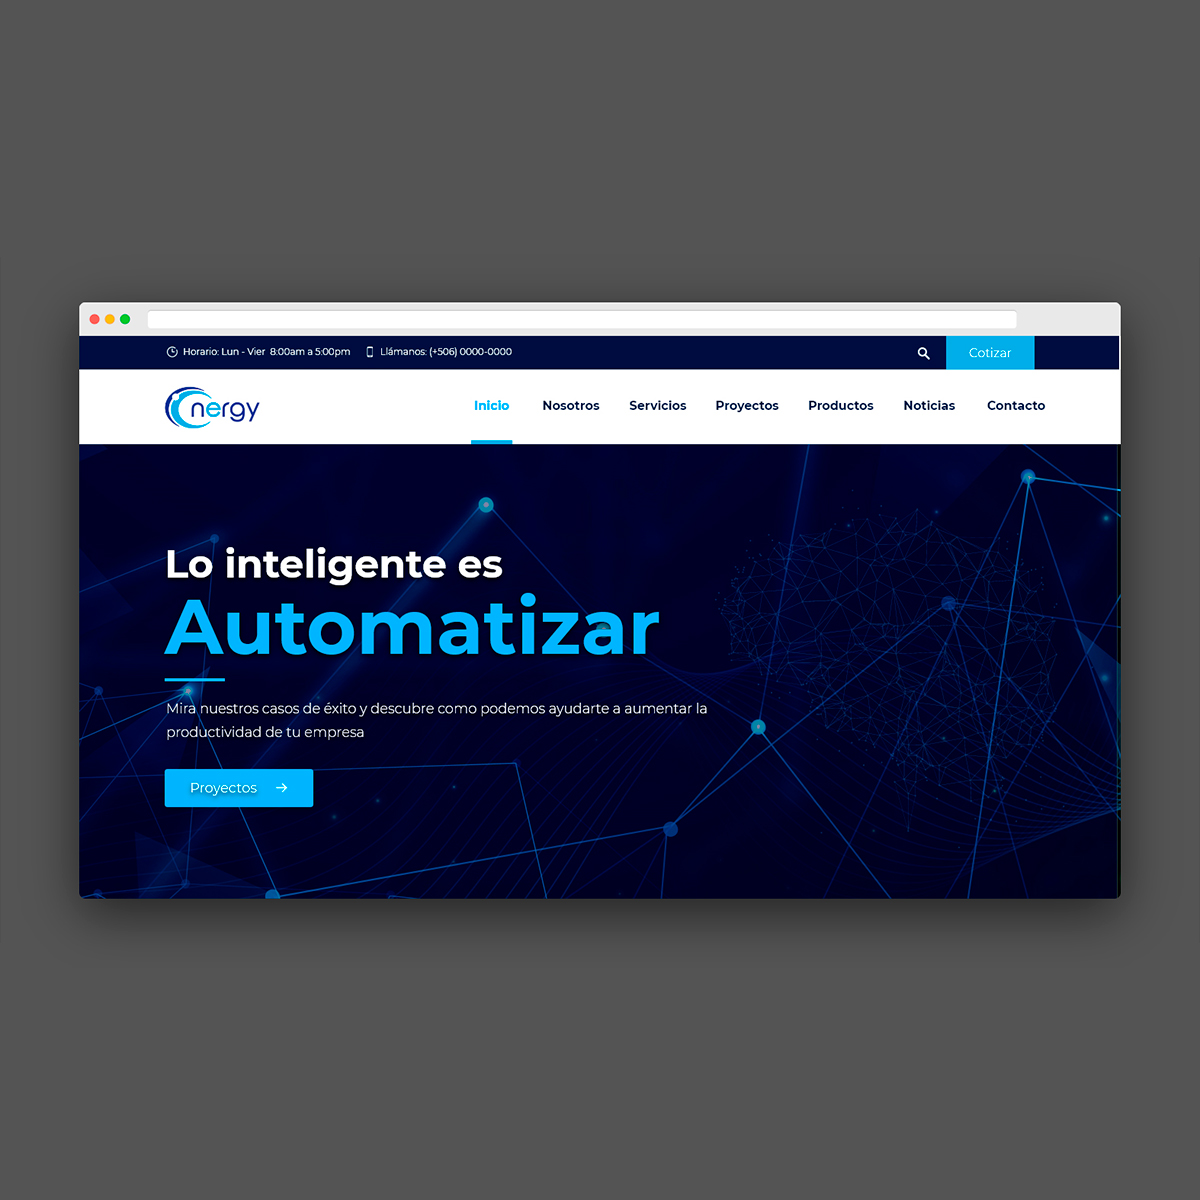 Horario: Lun - Vier 8:00am a 5:00pm
Llámanos: (+506) 0000-0000
Cotizar
nergy
Inicio
Nosotros
Servicios
Proyectos
Productos
Noticias
Contacto
Lo inteligente es
Automatizar
Mira nuestros casos de éxito y descubre como podemos ayudarte a aumentar la
productividad de tu empresa
Proyectos